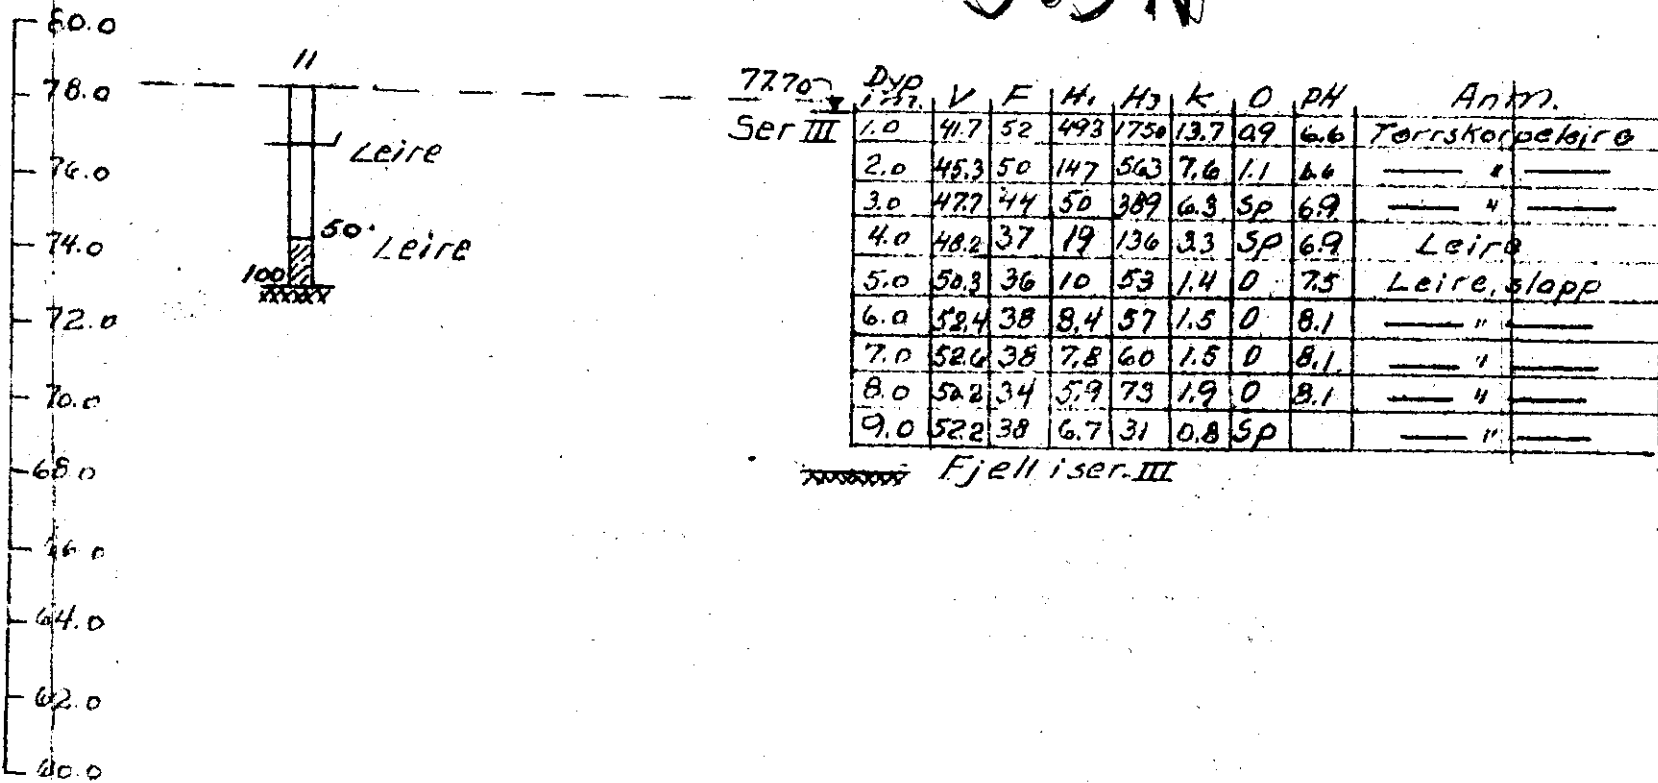 80.0
78.0
76.0
74.0
72.0
70.0
68.0
66.0
64.0
62.0
60.0
11
Leire
50 Leire
100
77.70
Ser III
Dyp i m. V F H1 H3 k O pH Anm.
1.0 41.7 52 493 1750 13.7 0.9 6.6 Tørrskorpeleire
2.0 45.3 50 147 563 7.6 1.1 6.6 — " —
3.0 47.7 44 50 389 6.3 Sp 6.9 — " —
4.0 48.2 37 19 136 3.3 Sp 6.9 Leire
5.0 50.3 36 10 53 1.4 0 7.5 Leire, slapp
6.0 52.4 38 8.4 57 1.5 0 8.1 — " —
7.0 52.6 38 7.8 60 1.5 0 8.1 — " —
8.0 34 5.9 73 1.9 0 8.1 — " —
9.0 52.2 38 6.7 31 0.8 Sp — " —
Fjell i ser. III